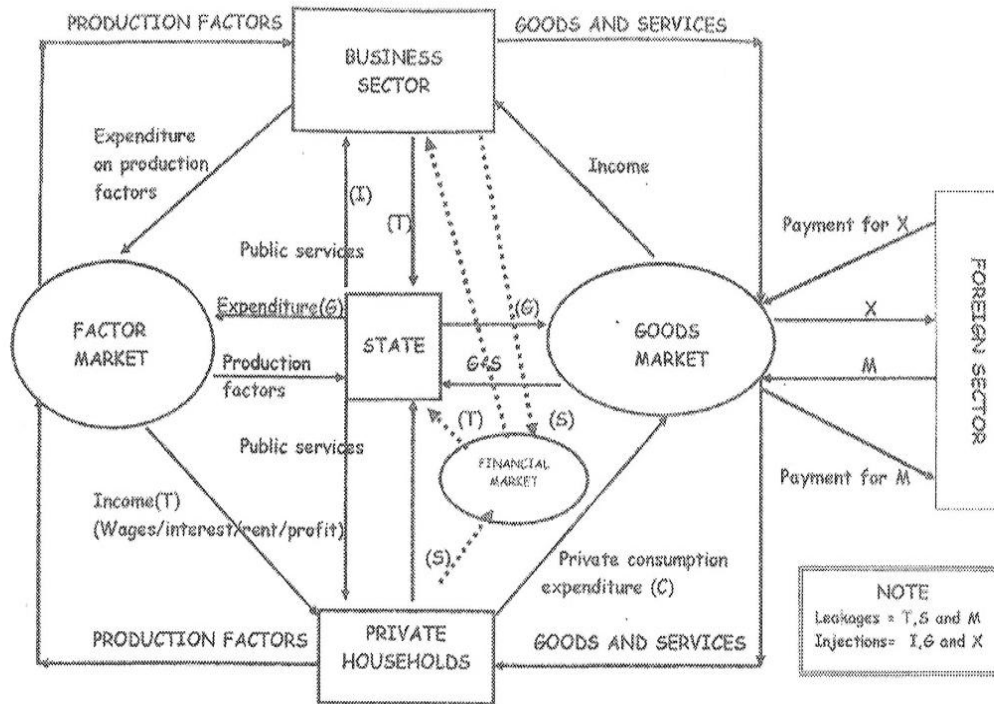 PRODUCTION FACTORS
GOODS AND SERVICES
BUSINESS
SECTOR
Expenditure
on production
factors
Income
(I)
(T)
Payment for X
Public services
FOREIGN SECTOR
Expenditure(G)
(G)
X
FACTOR
MARKET
STATE
GOODS
MARKET
G&S
M
Production
factors
(T)
(S)
Public services
FINANCIAL
MARKET
Payment for M
Income(T)
(Wages/interest/rent/profit)
(S)
Private consumption
expenditure (C)
NOTE
Leakages = T,S and M
Injections= I,G and X
PRODUCTION FACTORS
PRIVATE
HOUSEHOLDS
GOODS AND SERVICES